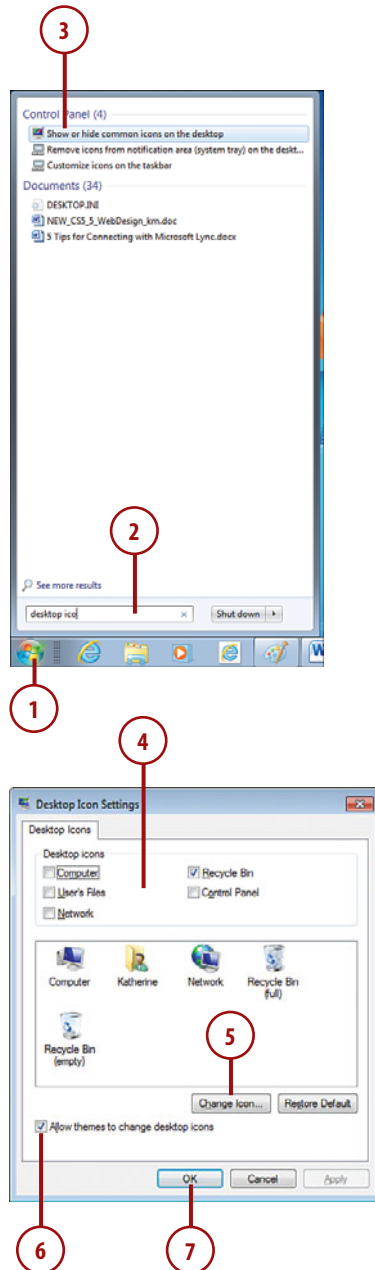 3
Control Panel (4)
Show or hide common icons on the desktop
Remove icons from notification area (system tray) on the deskt...
Customize icons on the taskbar
Documents (34)
DESKTOP.INI
NEW_CS5_5_WebDesign_km.doc
5 Tips for Connecting with Microsoft Lync.docx
2
See more results
desktop ico
Shut down
W
1
4
Desktop Icon Settings
Desktop Icons
Desktop icons
Computer
Recycle Bin
User's Files
Control Panel
Network
Computer
Katherine
Network
Recycle Bin
(full)
Recycle Bin
(empty)
5
Change Icon...
Restore Default
Allow themes to change desktop icons
OK
Cancel
Apply
6
7